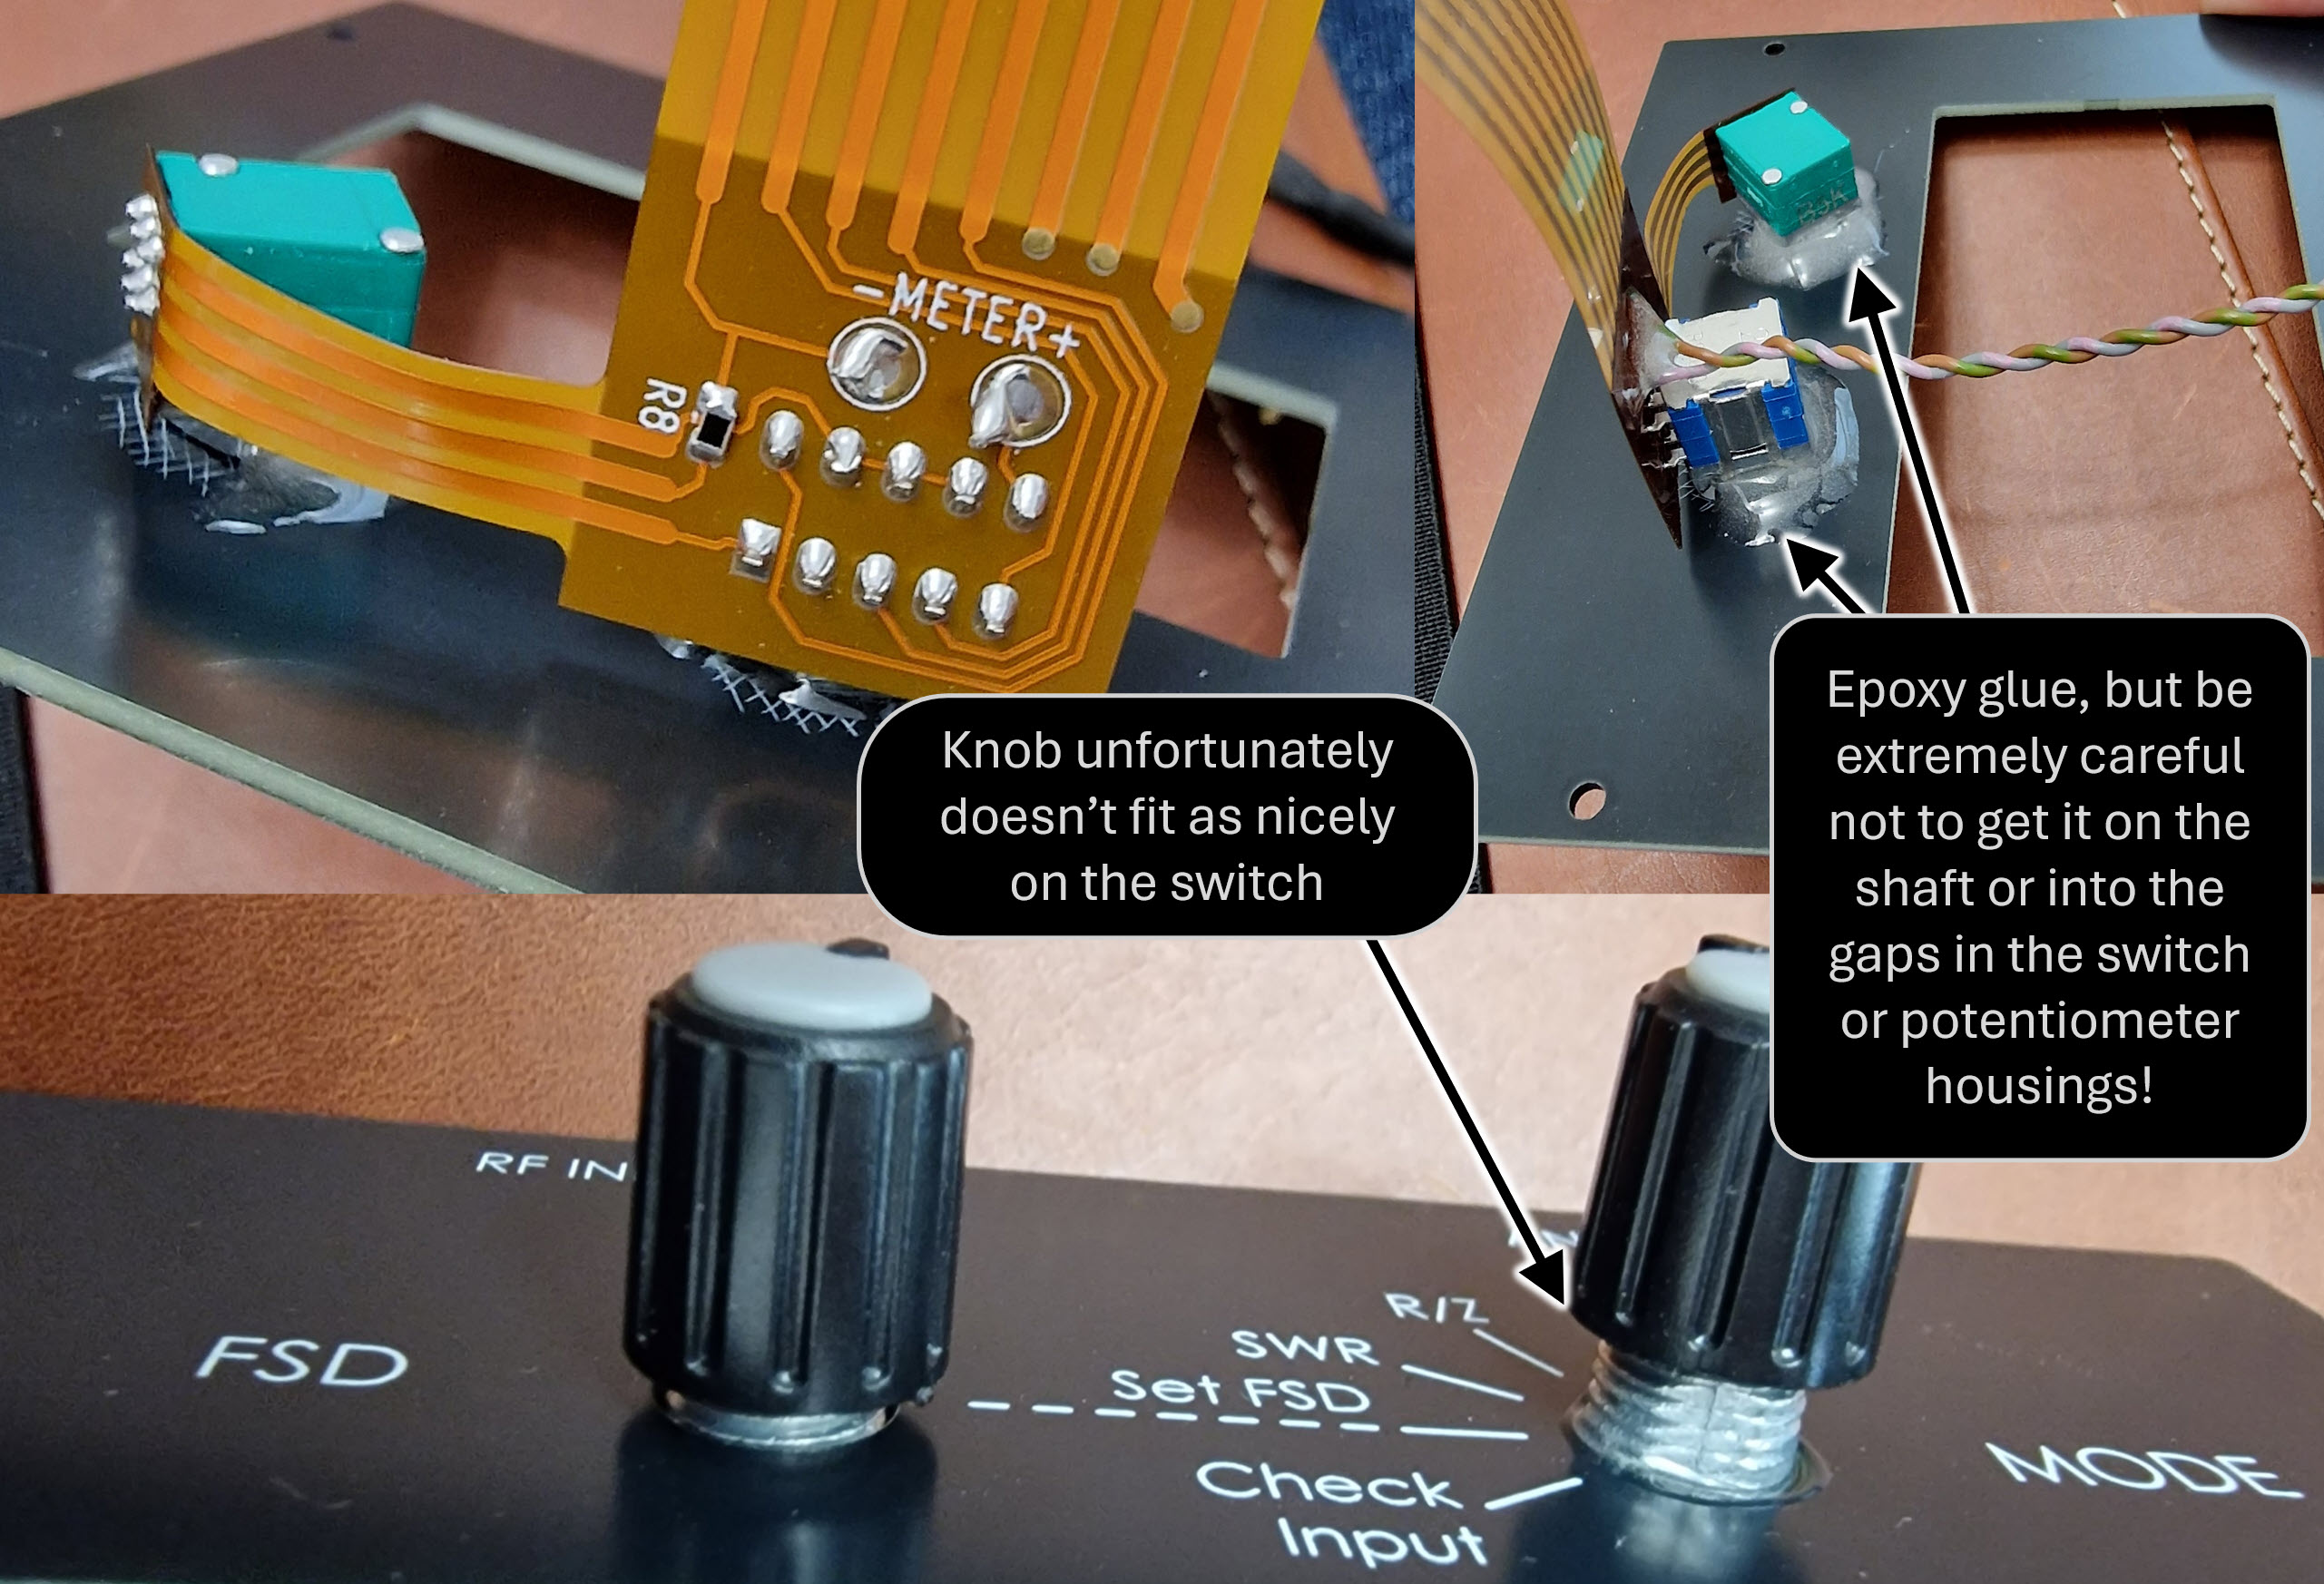 -METER+
R8
B5K
Epoxy glue, but be
extremely careful
not to get it on the
shaft or into the
gaps in the switch
or potentiometer
housings!
Knob unfortunately
doesn’t fit as nicely
on the switch
RF IN
R/Z
SWR
Set FSD
FSD
Check
Input
MODE